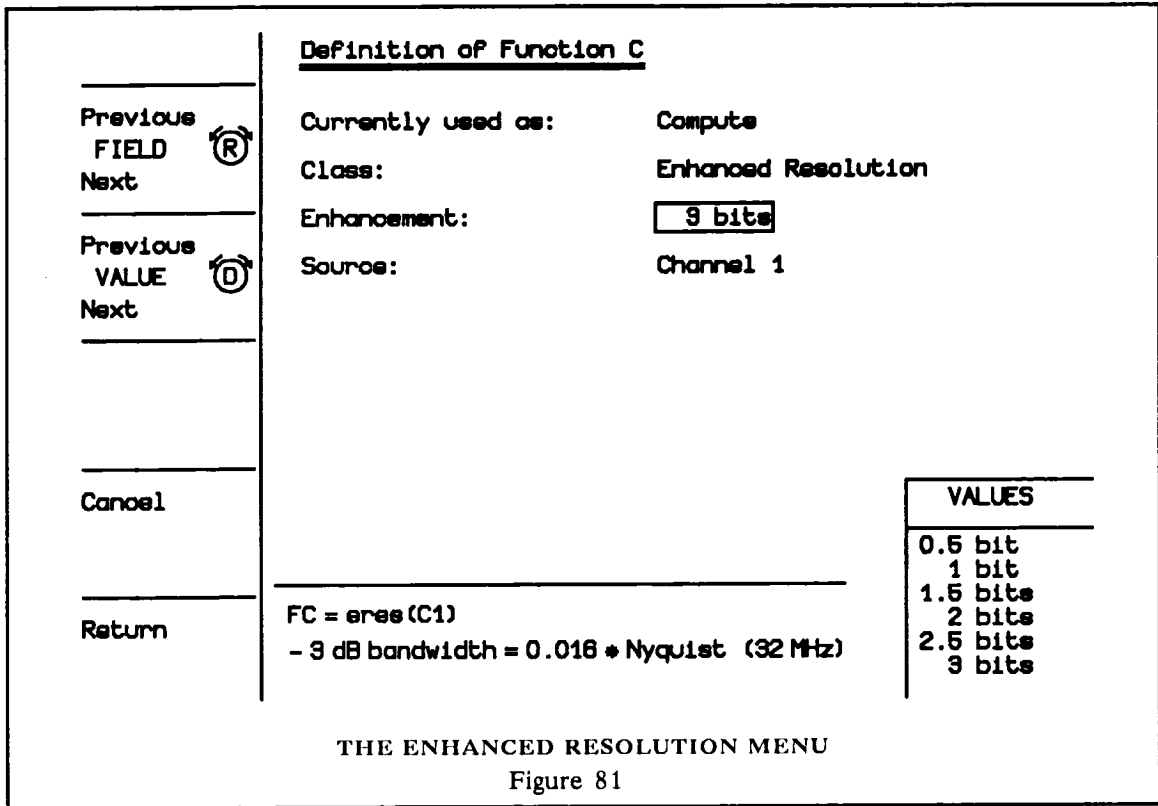 Definition of Function C
Previous
FIELD
R
Next
Previous
VALUE
D
Next
Cancel
Return
Currently used as: Compute
Class: Enhanced Resolution
Enhancement: 3 bits
Source: Channel 1
FC = eres(C1)
- 3 dB bandwidth = 0.016 * Nyquist (32 MHz)
VALUES
0.5 bit
1 bit
1.5 bits
2 bits
2.5 bits
3 bits
THE ENHANCED RESOLUTION MENU
Figure 81